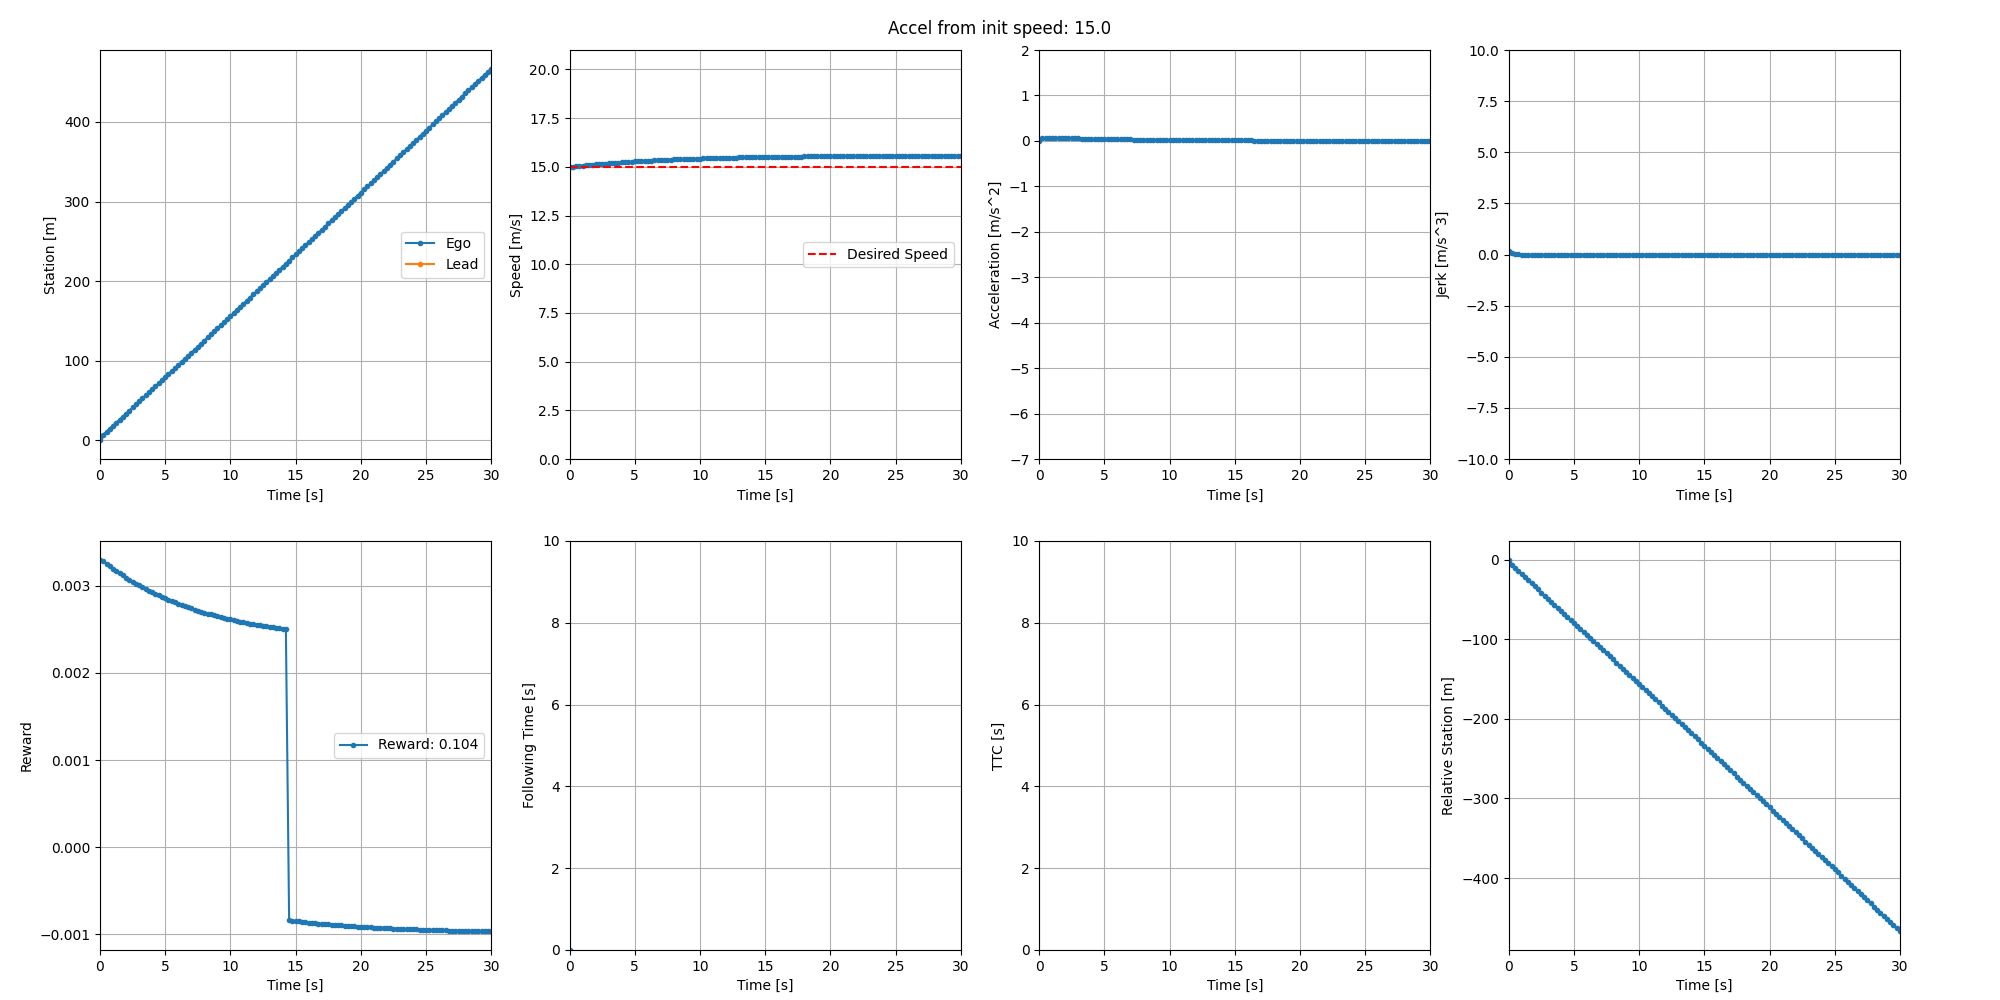 Accel from init speed: 15.0
Station [m]
400
300
200
100
0
Ego
Lead
0 5 10 15 20 25 30
Time [s]
Speed [m/s]
20.0
17.5
15.0
12.5
10.0
7.5
5.0
2.5
0.0
Desired Speed
0 5 10 15 20 25 30
Time [s]
Acceleration [m/s^2]
2
1
0
−1
−2
−3
−4
−5
−6
−7
0 5 10 15 20 25 30
Time [s]
Jerk [m/s^3]
10.0
7.5
5.0
2.5
0.0
−2.5
−5.0
−7.5
−10.0
0 5 10 15 20 25 30
Time [s]
Reward
0.003
0.002
0.001
0.000
−0.001
Reward: 0.104
0 5 10 15 20 25 30
Time [s]
Following Time [s]
10
8
6
4
2
0
0 5 10 15 20 25 30
Time [s]
TTC [s]
10
8
6
4
2
0
0 5 10 15 20 25 30
Time [s]
Relative Station [m]
0
−100
−200
−300
−400
0 5 10 15 20 25 30
Time [s]